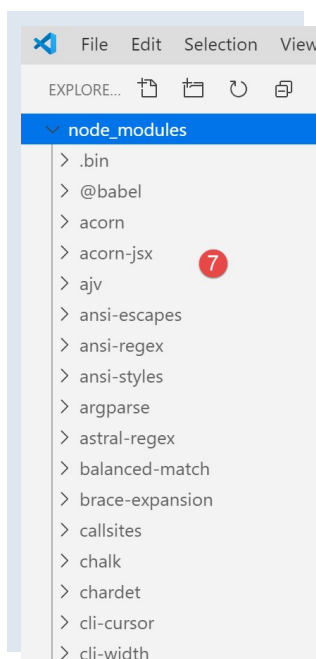 File Edit Selection View
EXPLORE...
node_modules
.bin
@babel
acorn
acorn-jsx
7
ajv
ansi-escapes
ansi-regex
ansi-styles
argparse
astral-regex
balanced-match
brace-expansion
callsites
chalk
chardet
cli-cursor
cli-width